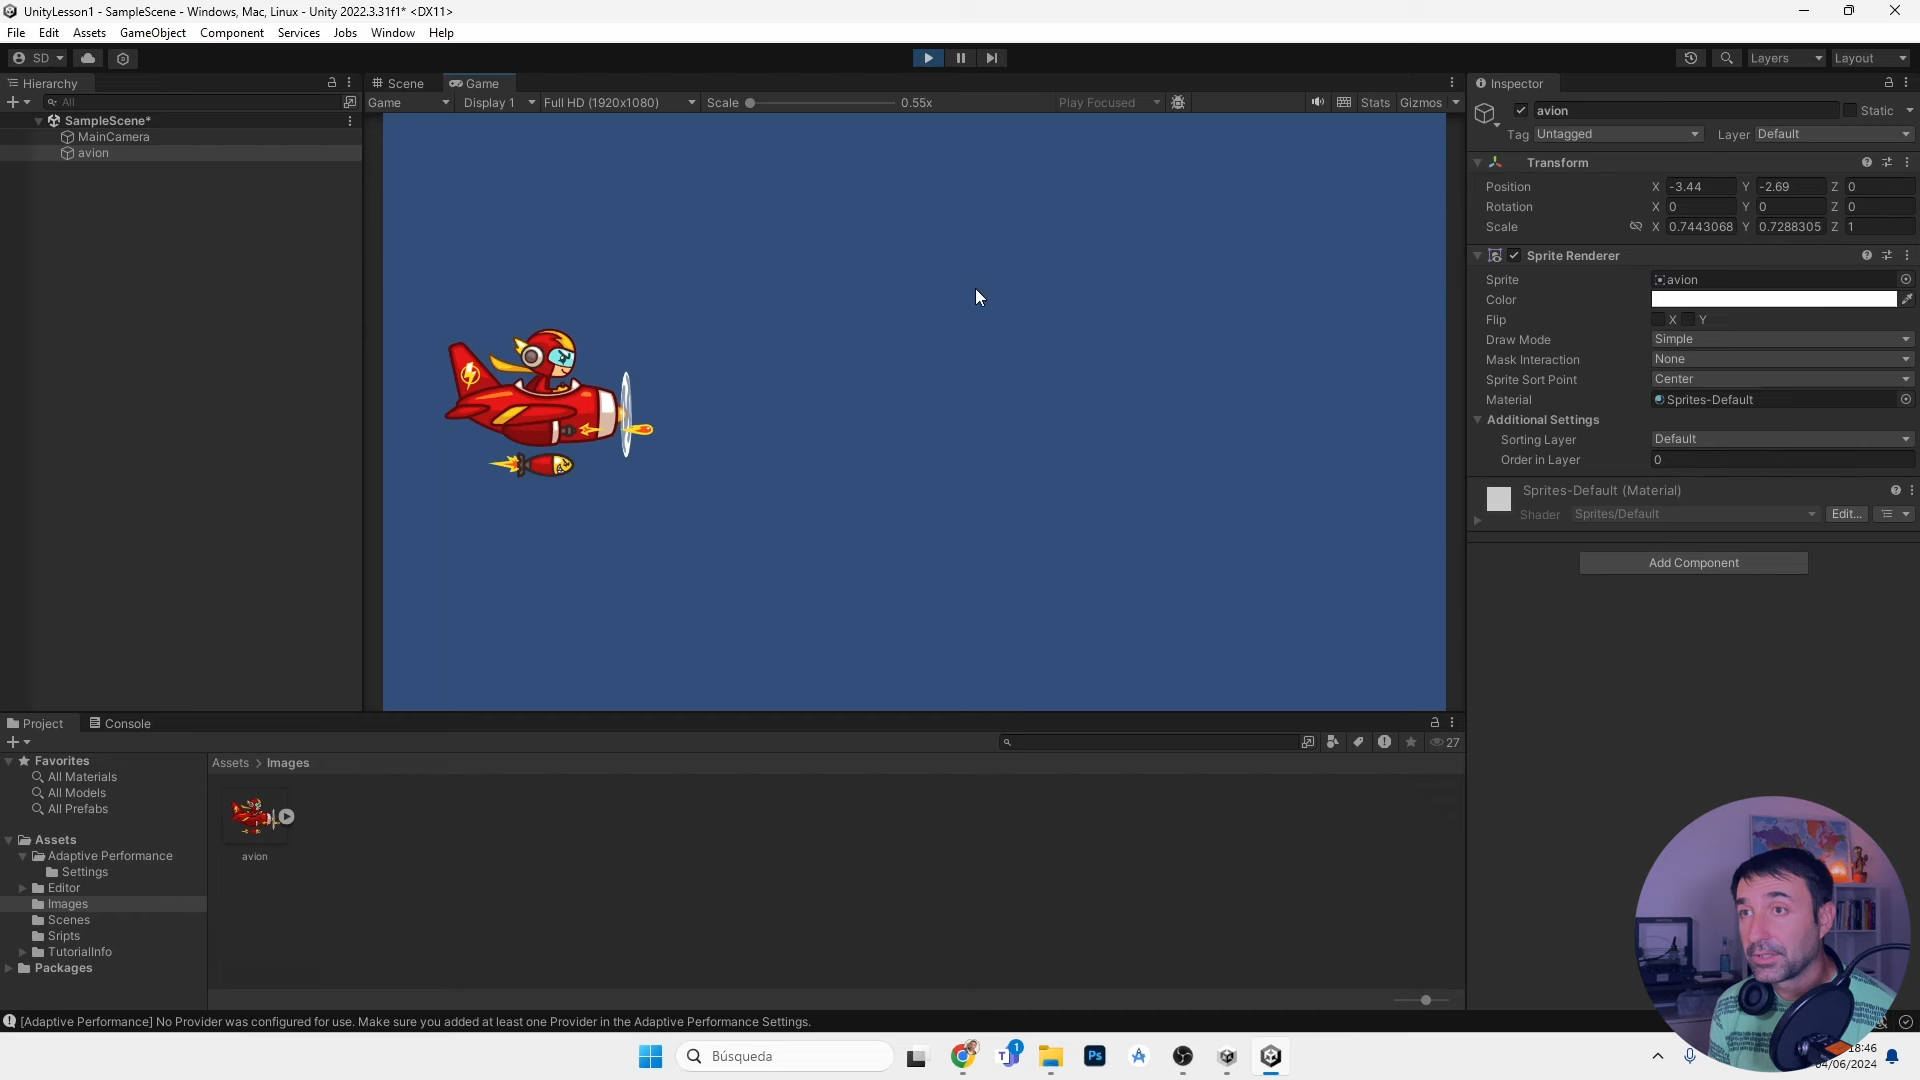 UnityLesson1 - SampleScene - Windows, Mac, Linux - Unity 2022.3.31f1* <DX11>
File Edit Assets GameObject Component Services Jobs Window Help
SD Layers Layout
Hierarchy Scene Game Inspector
All Game Display 1 Full HD (1920x1080) Scale 0.55x Play Focused Stats Gizmos
SampleScene*
MainCamera
avion
avion Static
Tag Untagged Layer Default
Transform
Position X -3.44 Y -2.69 Z 0
Rotation X 0 Y 0 Z 0
Scale X 0.7443068 Y 0.7288305 Z 1
Sprite Renderer
Sprite avion
Color
Flip X Y
Draw Mode Simple
Mask Interaction None
Sprite Sort Point Center
Material Sprites-Default
Additional Settings
Sorting Layer Default
Order in Layer 0
Sprites-Default (Material)
Shader Sprites/Default Edit...
Add Component
Project Console
27
Favorites
All Materials
All Models
All Prefabs
Assets
Adaptive Performance
Settings
Editor
Images
Scenes
Sripts
TutorialInfo
Packages
Assets > Images
avion
[Adaptive Performance] No Provider was configured for use. Make sure you added at least one Provider in the Adaptive Performance Settings.
Búsqueda
1
Ps
18:46
04/06/2024